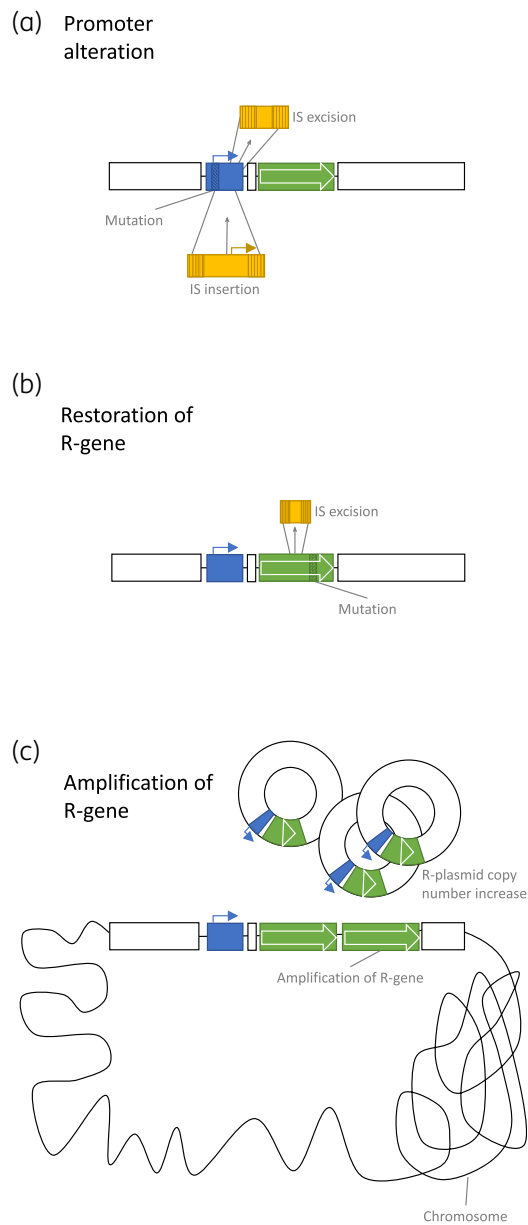 (a)
Promoter
alteration
IS excision
Mutation
IS insertion
(b)
Restoration of
R-gene
IS excision
Mutation
(c)
Amplification of
R-gene
R-plasmid copy
number increase
Amplification of R-gene
Chromosome